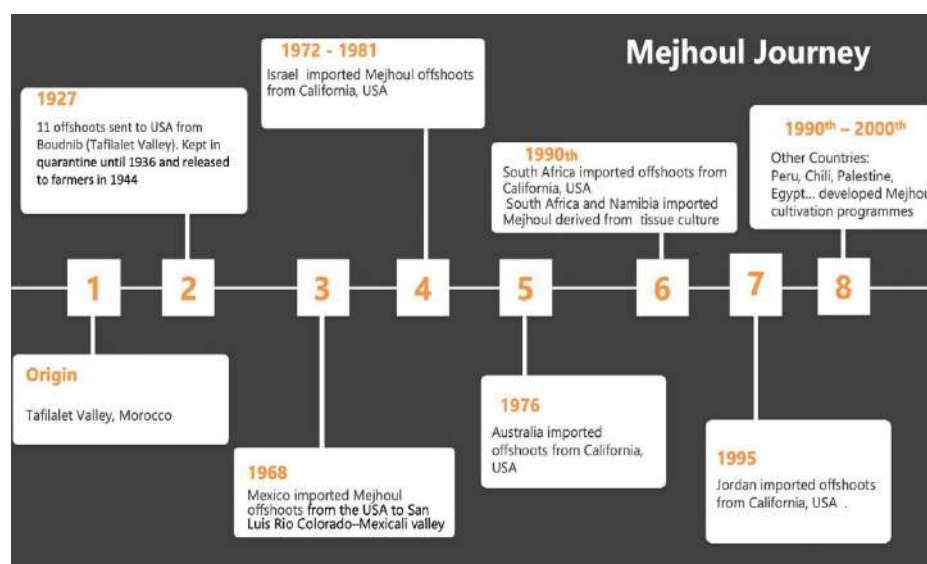 Mejhoul Journey
1
Origin
Tafilalet Valley, Morocco
2
1927
11 offshoots sent to USA from
Boudnib (Tafilalet Valley). Kept in
quarantine until 1936 and released
to farmers in 1944
3
1968
Mexico imported Mejhoul
offshoots from the USA to San
Luis Rio Colorado–Mexicali valley
4
1972 - 1981
Israel imported Mejhoul offshoots
from California, USA
5
1976
Australia imported
offshoots from California,
USA
6
1990th
South Africa imported offshoots from
California, USA
South Africa and Namibia imported
Mejhoul derived from tissue culture
7
1995
Jordan imported offshoots
from California, USA .
8
1990th – 2000th
Other Countries:
Peru, Chili, Palestine,
Egypt... developed Mejhou
cultivation programmes